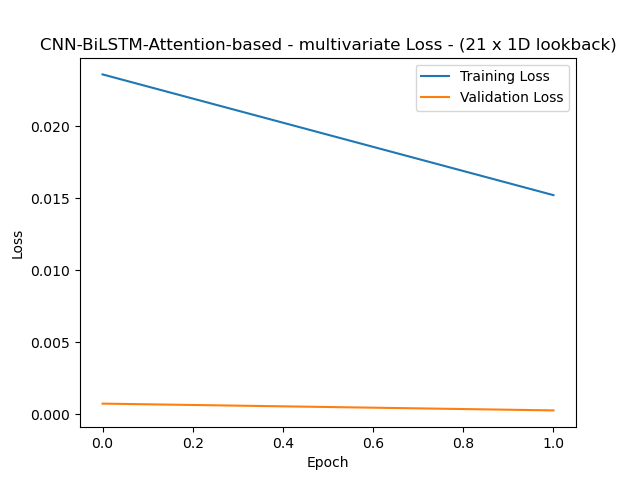 CNN-BiLSTM-Attention-based - multivariate Loss - (21 x 1D lookback)
Training Loss
Validation Loss
0.020
0.015
0.010
0.005
0.000
Loss
0.0 0.2 0.4 0.6 0.8 1.0
Epoch